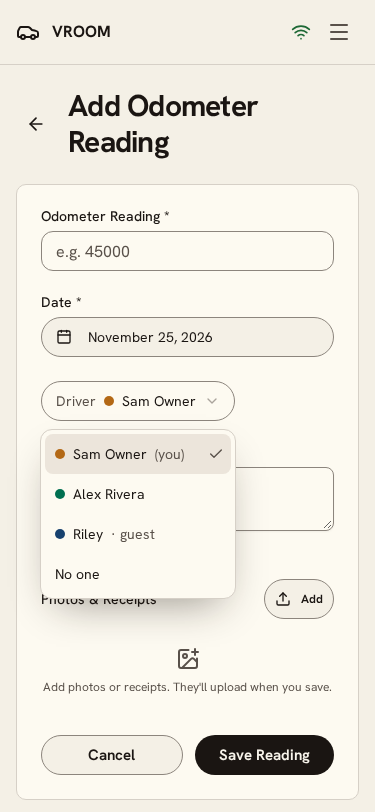 VROOM
Add Odometer
Reading
Odometer Reading *
e.g. 45000
Date *
November 25, 2026
Driver Sam Owner
Sam Owner (you)
Alex Rivera
Riley · guest
No one
Photos & Receipts
Add
Add photos or receipts. They'll upload when you save.
Cancel Save Reading